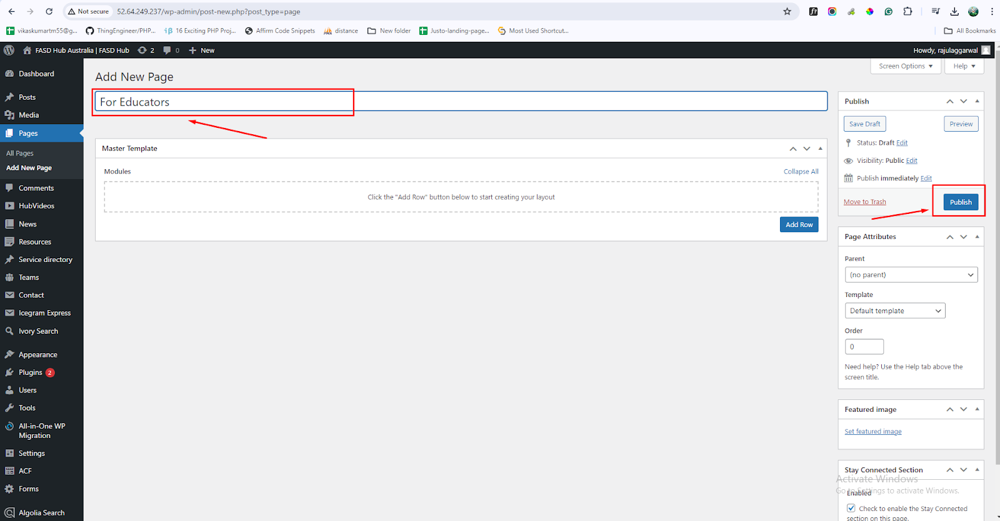 Not secure 52.64.249.237/wp-admin/post-new.php?post_type=page
vikaskumartm55@g... ThingEngineer/PHP... 16 Exciting PHP Proj... Affirm Code Snippets distance New folder Justo-landing-page... Most Used Shortcut... All Bookmarks
FASD Hub Australia | FASD Hub 2 0 New Howdy, rajulaggarwal
Screen Options Help
Dashboard
Posts
Media
Pages
All Pages
Add New Page
Comments
HubVideos
News
Resources
Service directory
Teams
Contact
Icegram Express
Ivory Search
Appearance
Plugins 2
Users
Tools
All-in-One WP
Migration
Settings
ACF
Forms
Algolia Search
Add New Page
For Educators
Master Template
Modules Collapse All
Click the "Add Row" button below to start creating your layout
Add Row
Publish
Save Draft Preview
Status: Draft Edit
Visibility: Public Edit
Publish immediately Edit
Move to Trash Publish
Page Attributes
Parent
(no parent)
Template
Default template
Order
0
Need help? Use the Help tab above the
screen title.
Featured image
Set featured image
Stay Connected Section
Activate Windows
Go to Settings to activate Windows.
Enabled
Check to enable the Stay Connected
section on this page.